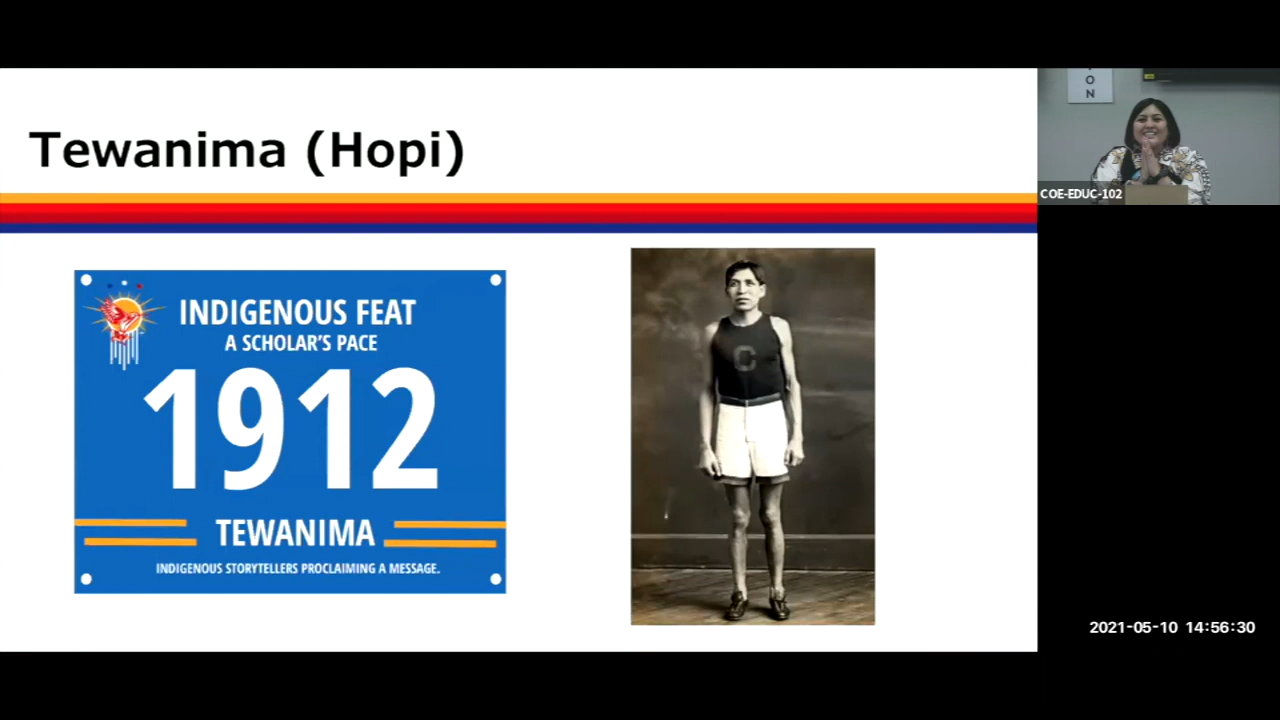 Tewanima (Hopi)
INDIGENOUS FEAT
A SCHOLAR'S PACE
1912
TEWANIMA
INDIGENOUS STORYTELLERS PROCLAIMING A MESSAGE.
C
O
N
COE-EDUC-102
2021-05-10 14:56:30